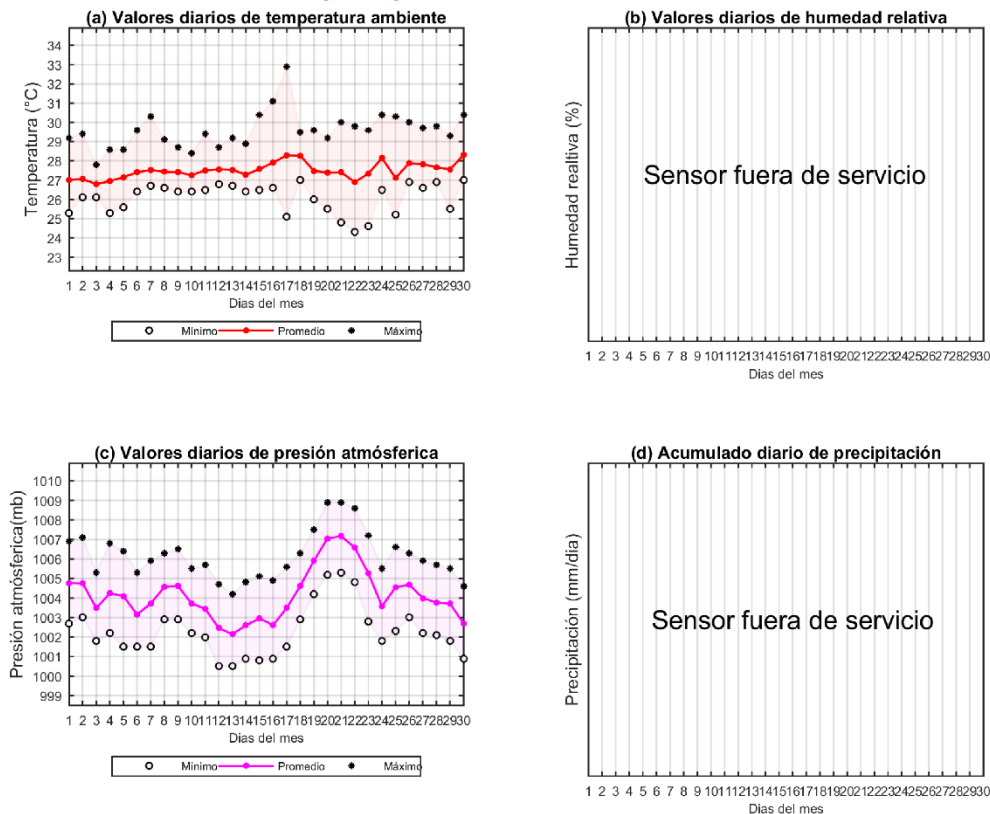 (a) Valores diarios de temperatura ambiente
34
33
32
31
30
29
28
27
26
25
24
23
Temperatura (°C)
1 2 3 4 5 6 7 8 9 10 11 12 13 14 15 16 17 18 19 20 21 22 23 24 25 26 27 28 29 30
Dias del mes
Mínimo Promedio Máximo
(b) Valores diarios de humedad relativa
Humedad realtiva (%)
Sensor fuera de servicio
1 2 3 4 5 6 7 8 9 10 11 12 13 14 15 16 17 18 19 20 21 22 23 24 25 26 27 28 29 30
Dias del mes
(c) Valores diarios de presión atmósferica
1010
1009
1008
1007
1006
1005
1004
1003
1002
1001
1000
999
Presión atmósferica(mb)
1 2 3 4 5 6 7 8 9 10 11 12 13 14 15 16 17 18 19 20 21 22 23 24 25 26 27 28 29 30
Dias del mes
Mínimo Promedio Máximo
(d) Acumulado diario de precipitación
Precipitación (mm/dia)
Sensor fuera de servicio
1 2 3 4 5 6 7 8 9 10 11 12 13 14 15 16 17 18 19 20 21 22 23 24 25 26 27 28 29 30
Dias del mes